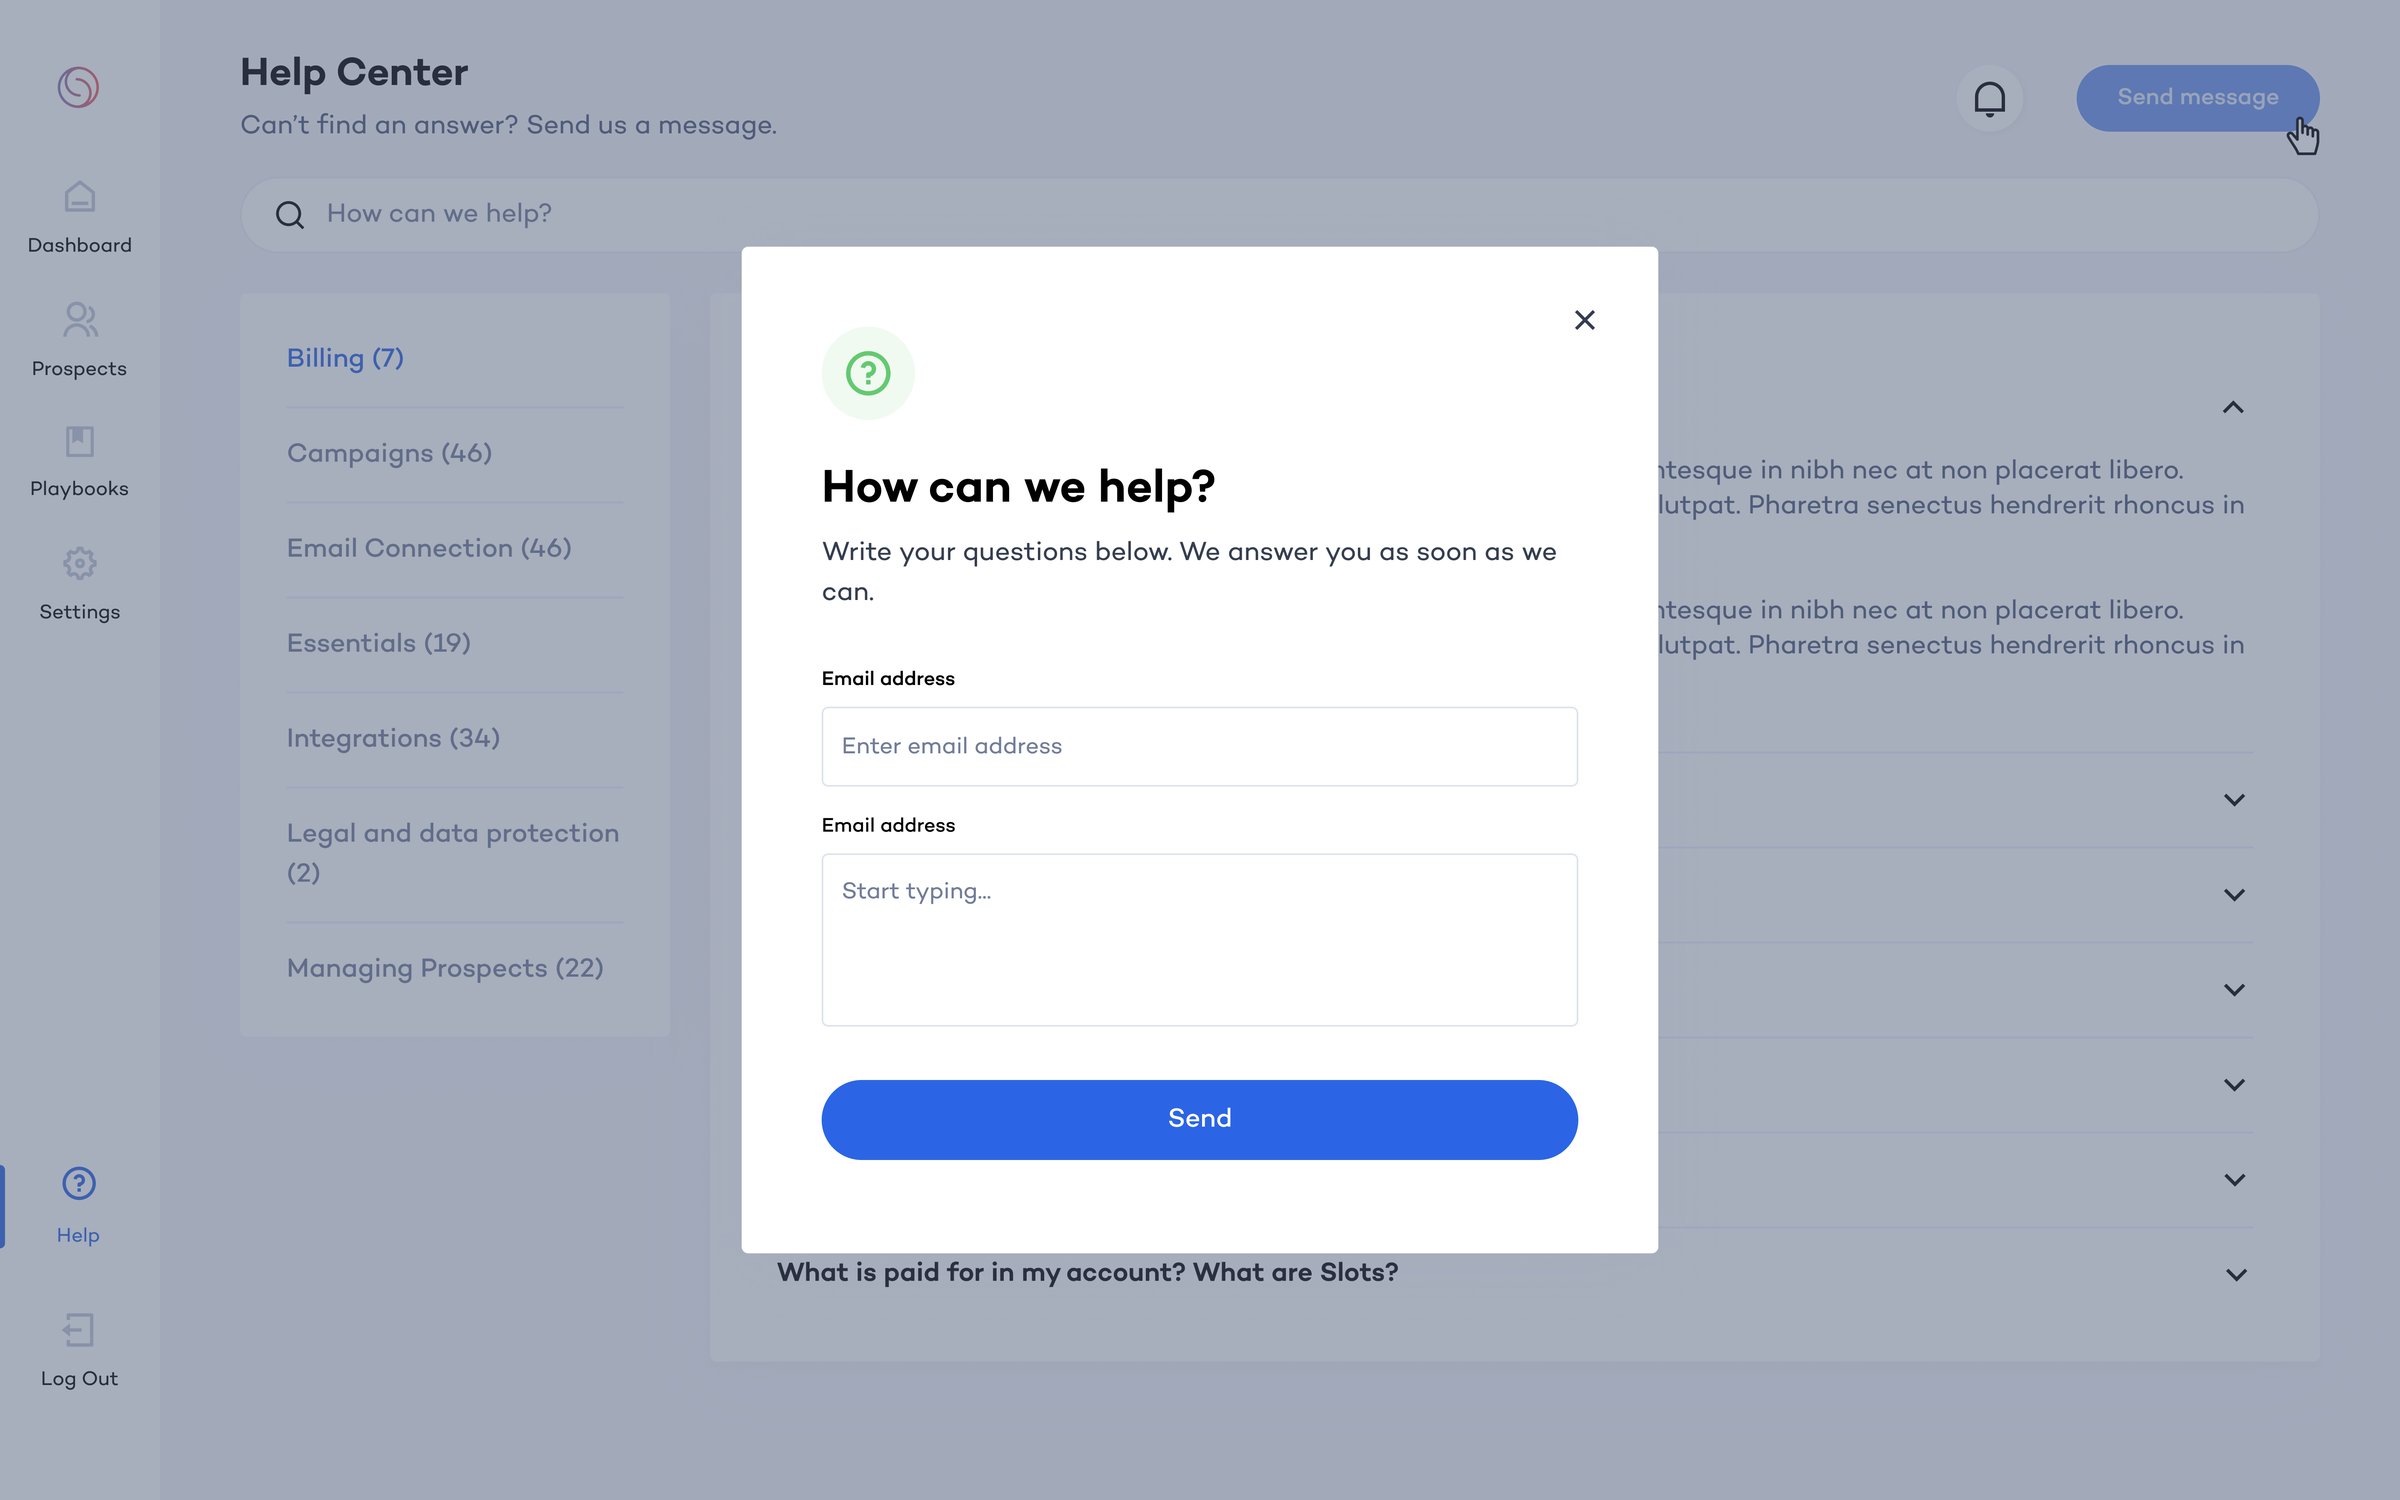 Help Center
Can't find an answer? Send us a message.
Send message
How can we help?
Dashboard
Prospects
Playbooks
Settings
Help
Log Out
Billing (7)
Campaigns (46)
Email Connection (46)
Essentials (19)
Integrations (34)
Legal and data protection
(2)
Managing Prospects (22)
in nibh nec at non placerat libero.
Pharetra senectus hendrerit rhoncus in
in nibh nec at non placerat libero.
Pharetra senectus hendrerit rhoncus in
What is paid for in my account? What are Slots?
How can we help?
Write your questions below. We answer you as soon as we
can.
Email address
Enter email address
Email address
Start typing...
Send